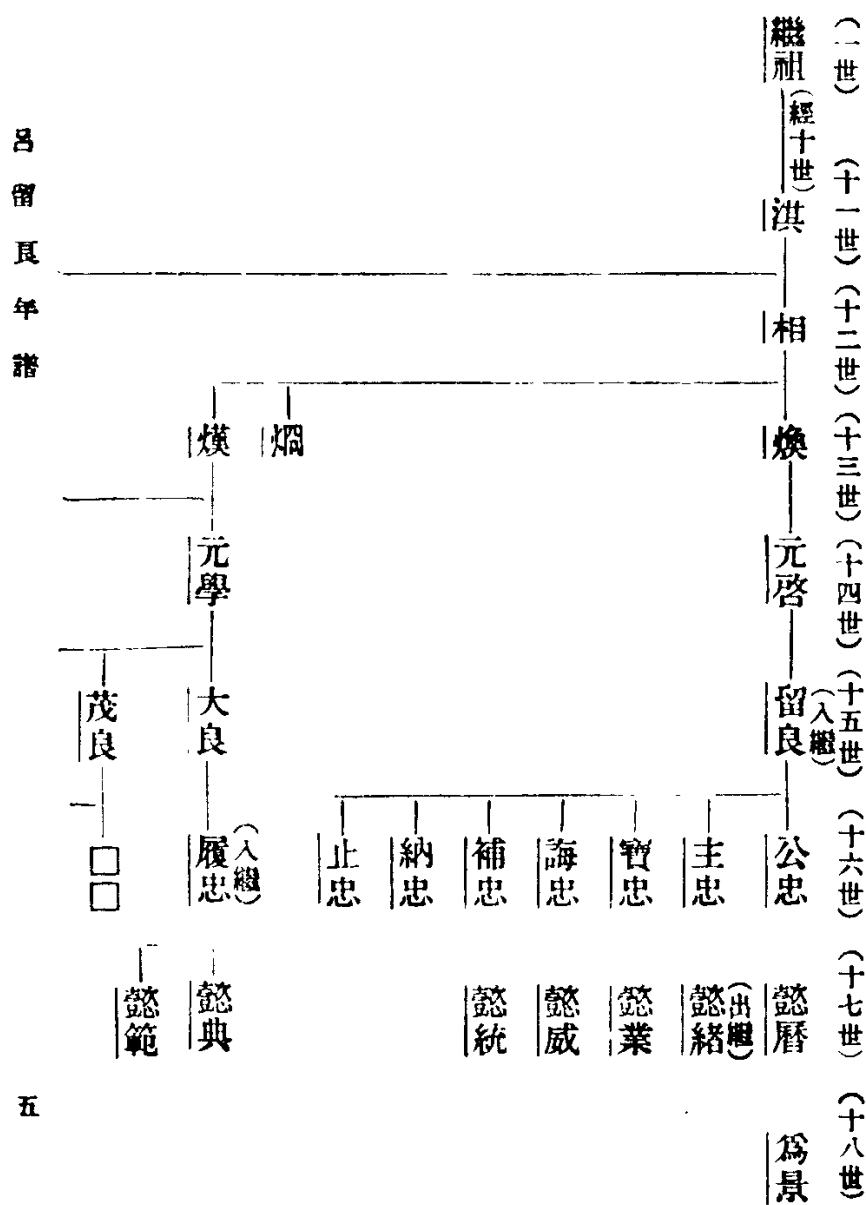 （一世）
（十一世）
（十二世）
（十三世）
（十四世）
（十五世）
（十六世）
（十七世）
（十八世）
繼祖
（經十世）
淇
相
煥
元啓
留良
（入繼）
公忠
懿曆
爲景
主忠
懿緒
（出繼）
寶忠
懿業
誨忠
懿威
補忠
懿統
納忠
止忠
烱
熯
元學
大良
履忠
（入繼）
懿典
懿範
茂良
□□
呂留良年譜
五